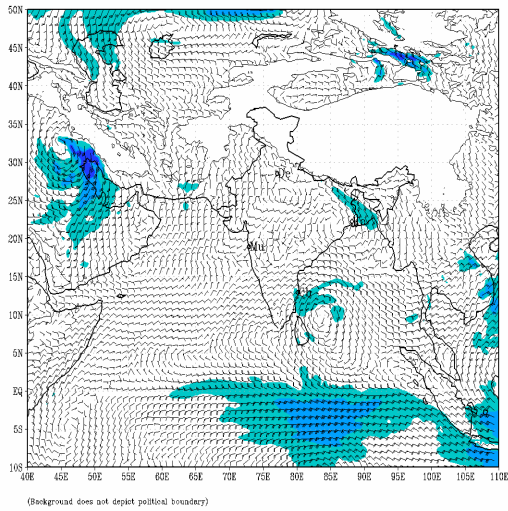 50N
45N
40N
35N
30N
25N
20N
15N
10N
5N
EQ
5S
10S
40E 45E 50E 55E 60E 65E 70E 75E 80E 85E 90E 95E 100E 105E 110E
(Background does not depict political boundary)